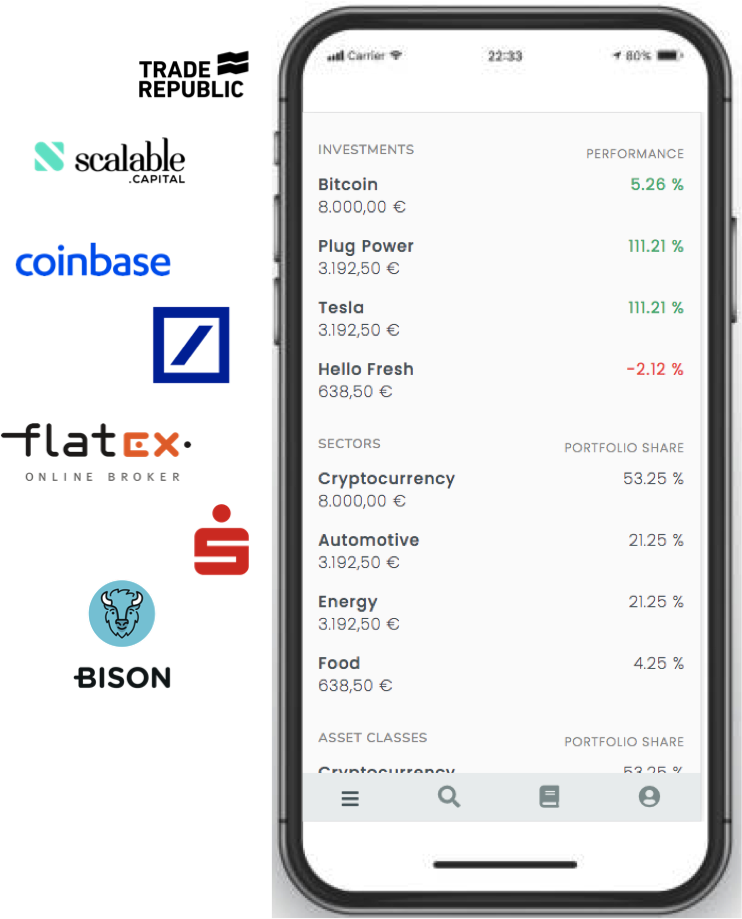 TRADE
REPUBLIC
scalable
.CAPITAL
coinbase
flatex
ONLINE BROKER
BISON
Carrier 22:33 80%
INVESTMENTS PERFORMANCE
Bitcoin 5.26 %
8.000,00 €
Plug Power 111.21 %
3.192,50 €
Tesla 111.21 %
3.192,50 €
Hello Fresh -2.12 %
638,50 €
SECTORS PORTFOLIO SHARE
Cryptocurrency 53.25 %
8.000,00 €
Automotive 21.25 %
3.192,50 €
Energy 21.25 %
3.192,50 €
Food 4.25 %
638,50 €
ASSET CLASSES PORTFOLIO SHARE
Cryptocurrency 53.25 %